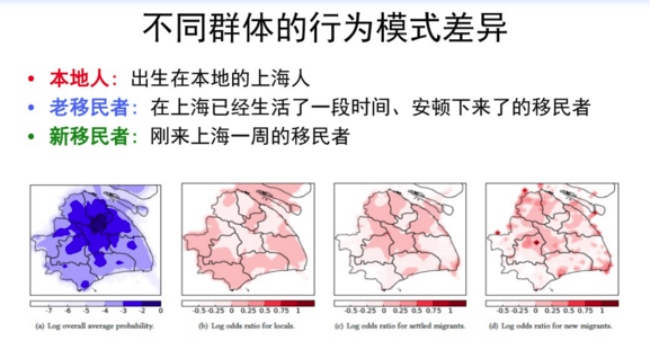 不同群体的行为模式差异
• 本地人：出生在本地的上海人
• 老移民者：在上海已经生活了一段时间、安顿下来了的移民者
• 新移民者：刚来上海一周的移民者
-7 -6 -5 -4 -3 -2 -1 0
-0.5 -0.25 0 0.25 0.5 0.75 1
-0.5 -0.25 0 0.25 0.5 0.75 1
-0.5 -0.25 0 0.25 0.5 0.75 1
(a) Log overall average probability.
(b) Log odds ratio for locals.
(c) Log odds ratio for settled migrants.
(d) Log odds ratio for new migrants.